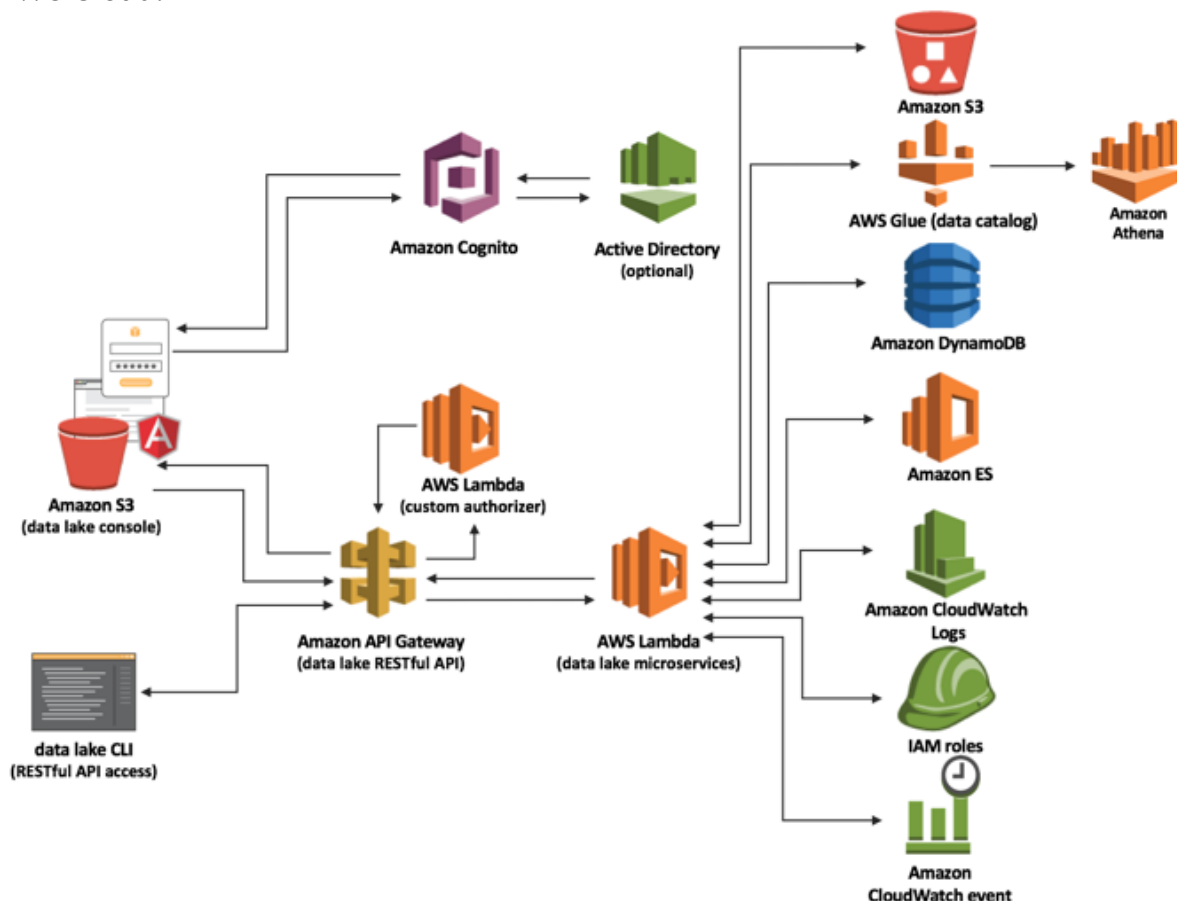 Amazon S3
AWS Glue (data catalog)
Amazon
Athena
Amazon Cognito
Active Directory
(optional)
Amazon DynamoDB
******
A
Amazon S3
(data lake console)
AWS Lambda
(custom authorizer)
Amazon ES
Amazon API Gateway
(data lake RESTful API)
AWS Lambda
(data lake microservices)
Amazon CloudWatch
Logs
data lake CLI
(RESTful API access)
IAM roles
Amazon
CloudWatch event